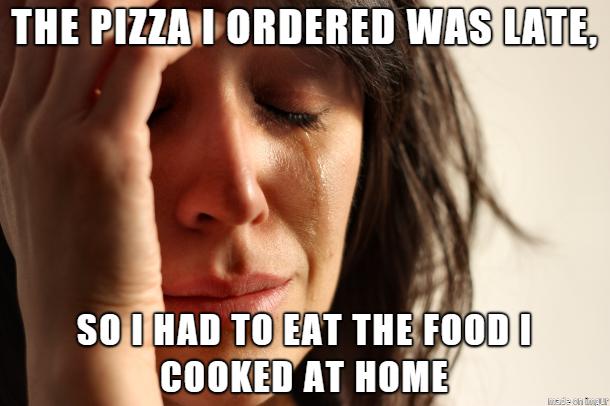 THE PIZZA I ORDERED WAS LATE,
SO I HAD TO EAT THE FOOD I
COOKED AT HOME
made on imgur